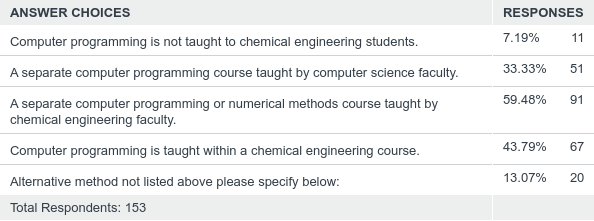 ANSWER CHOICES RESPONSES
Computer programming is not taught to chemical engineering students. 7.19% 11
A separate computer programming course taught by computer science faculty. 33.33% 51
A separate computer programming or numerical methods course taught by 59.48% 91
chemical engineering faculty.
Computer programming is taught within a chemical engineering course. 43.79% 67
Alternative method not listed above please specify below: 13.07% 20
Total Respondents: 153